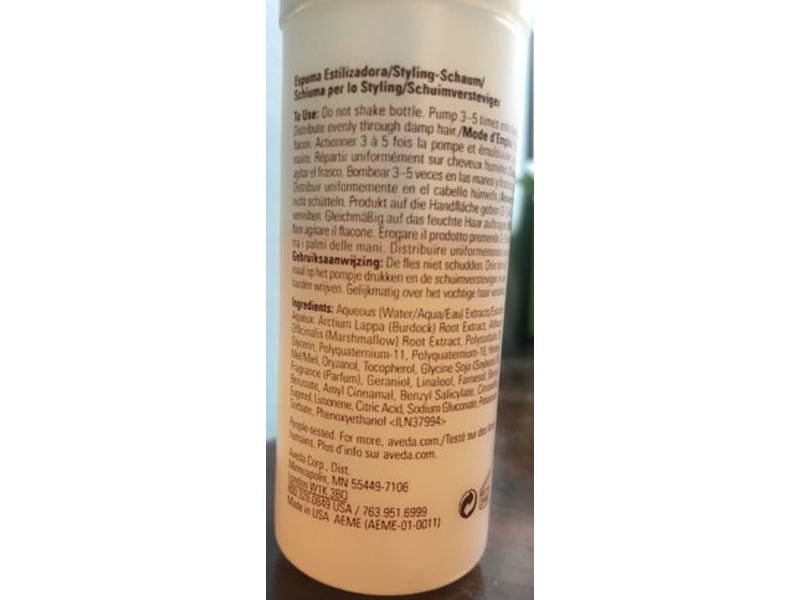 Espuma Estilizadora/Styling-Schaum/
Schiuma per lo Styling/Schuimversteviger
To Use: Do not shake bottle. Pump 3–5 times
Distribute evenly through damp hair./Mode d'Emploi
flacon. Actionner 3 à 5 fois la pompe et émulsionner
mains. Répartir uniformément sur cheveux humides.
agitar el frasco. Bombear 3–5 veces en las manos y
Distribuir uniformemente en el cabello húmedo.
nicht schütteln. Produkt auf die Handfläche geben
verreiben. Gleichmäßig auf das feuchte Haar auftragen
Non agitare il flacone. Erogare il prodotto premendo
tra i palmi delle mani. Distribuire uniformemente
Gebruiksaanwijzing: De fles niet schudden. Drie
maal op het pompje drukken en de schuimversteviger
handen wrijven. Gelijkmatig over het vochtige haar
Ingredients: Aqueous (Water/Aqua/Eau) Extracts/
Aqueux: Arctium Lappa (Burdock) Root Extract,
Officinalis (Marshmallow) Root Extract,
Glycerin, Polyquaternium-11, Polyquaternium-10,
Mel/Miel, Oryzanol, Tocopherol, Glycine Soja
Fragrance (Parfum), Geraniol, Linalool, Farnesol,
Benzoate, Amyl Cinnamal, Benzyl Salicylate,
Eugenol, Limonene, Citric Acid, Sodium Gluconate,
Sorbate, Phenoxyethanol <ILN37994>
People-tested. For more, aveda.com./Testé sur des
humains. Plus d'info sur aveda.com.
Aveda Corp., Dist.
Minneapolis, MN 55449-7106
London W1K 3BQ
800.328.0849 USA / 763.951.6999
Made in USA AEME (AEME-01-0011)